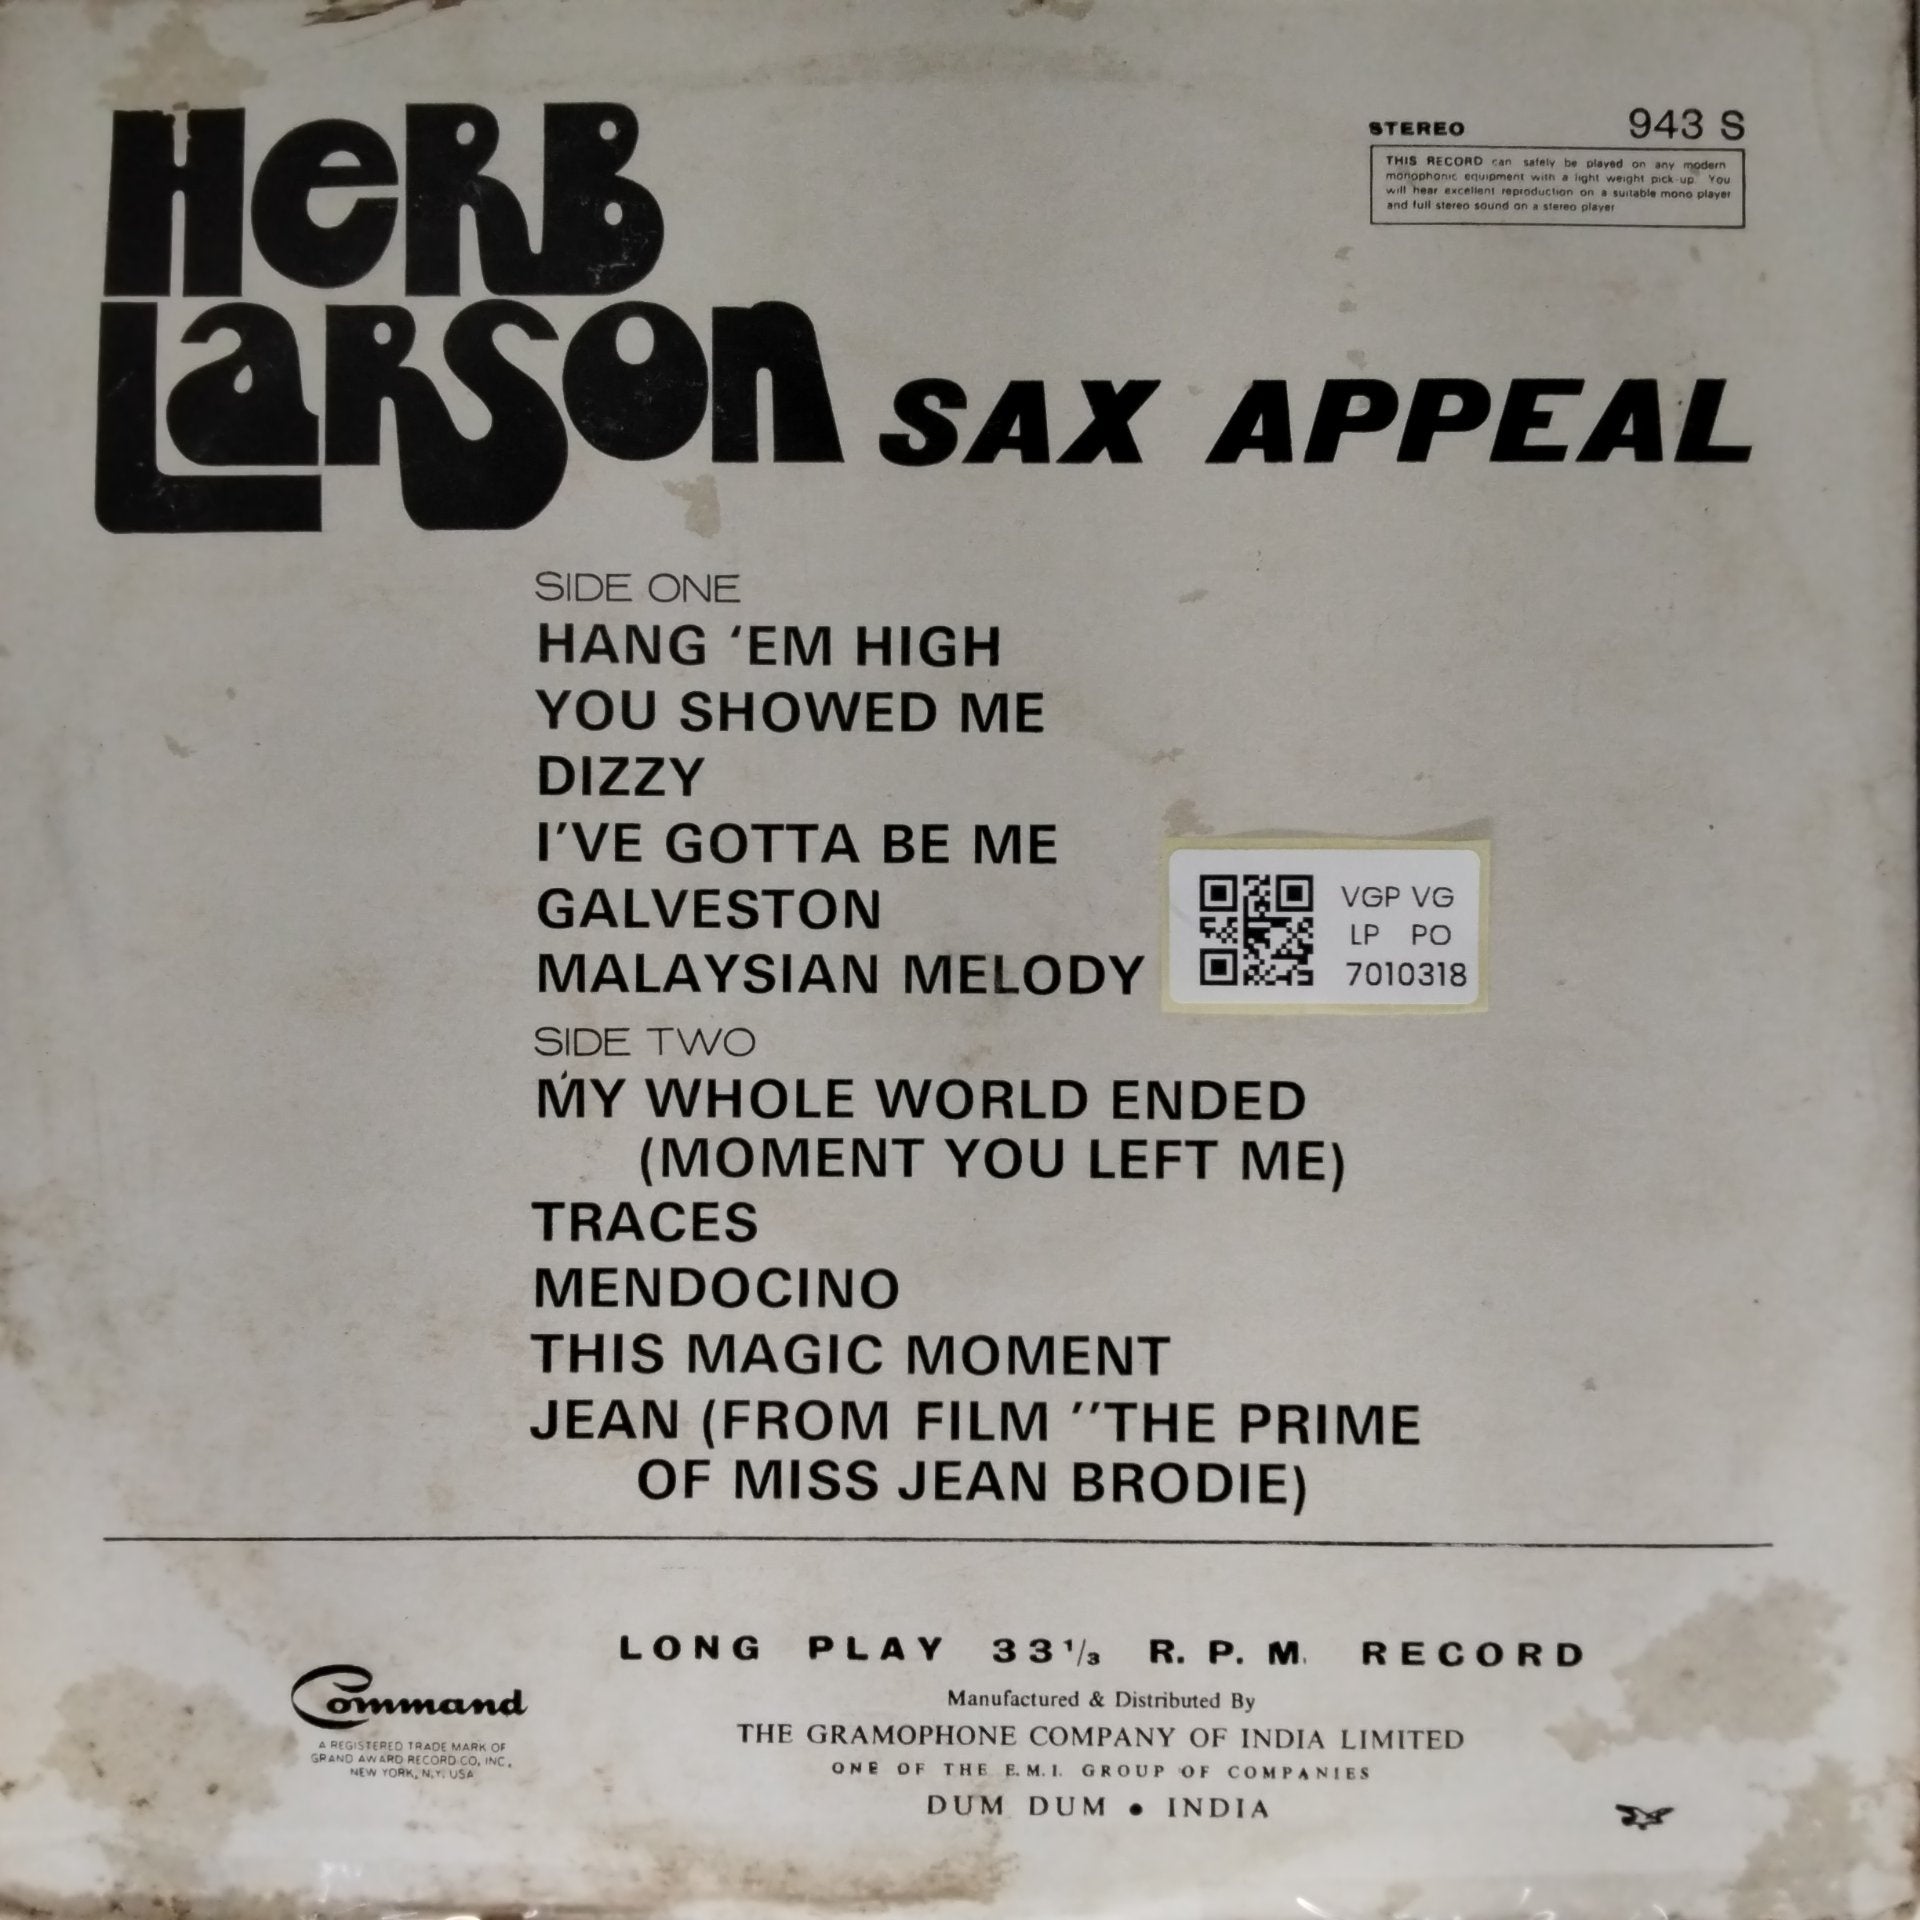 HERB
LARSON SAX APPEAL
STEREO 943 S
THIS RECORD can safely be played on any modern
monophonic equipment with a light weight pick-up. You
will hear excellent reproduction on a suitable mono player
and full stereo sound on a stereo player
SIDE ONE
HANG 'EM HIGH
YOU SHOWED ME
DIZZY
I'VE GOTTA BE ME
GALVESTON
MALAYSIAN MELODY
VGP VG
LP PO
7010318
SIDE TWO
MY WHOLE WORLD ENDED
(MOMENT YOU LEFT ME)
TRACES
MENDOCINO
THIS MAGIC MOMENT
JEAN (FROM FILM "THE PRIME
OF MISS JEAN BRODIE)
LONG PLAY 33 1/3 R. P. M. RECORD
Command
A REGISTERED TRADE MARK OF
GRAND AWARD RECORD CO, INC.,
NEW YORK, N.Y. USA
Manufactured & Distributed By
THE GRAMOPHONE COMPANY OF INDIA LIMITED
ONE OF THE E.M.I. GROUP OF COMPANIES
DUM DUM • INDIA